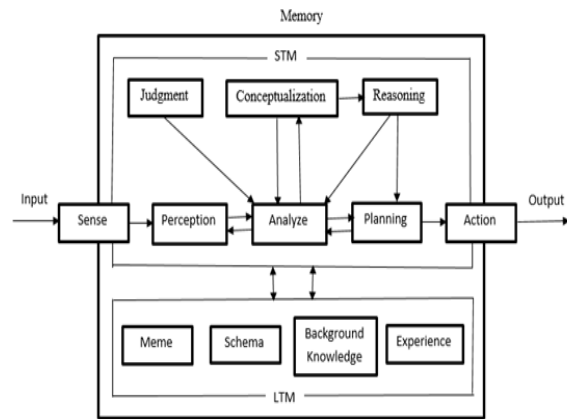 Memory
STM
Judgment
Conceptualization
Reasoning
Input
Output
Sense
Perception
Analyze
Planning
Action
Meme
Schema
Background
Knowledge
Experience
LTM